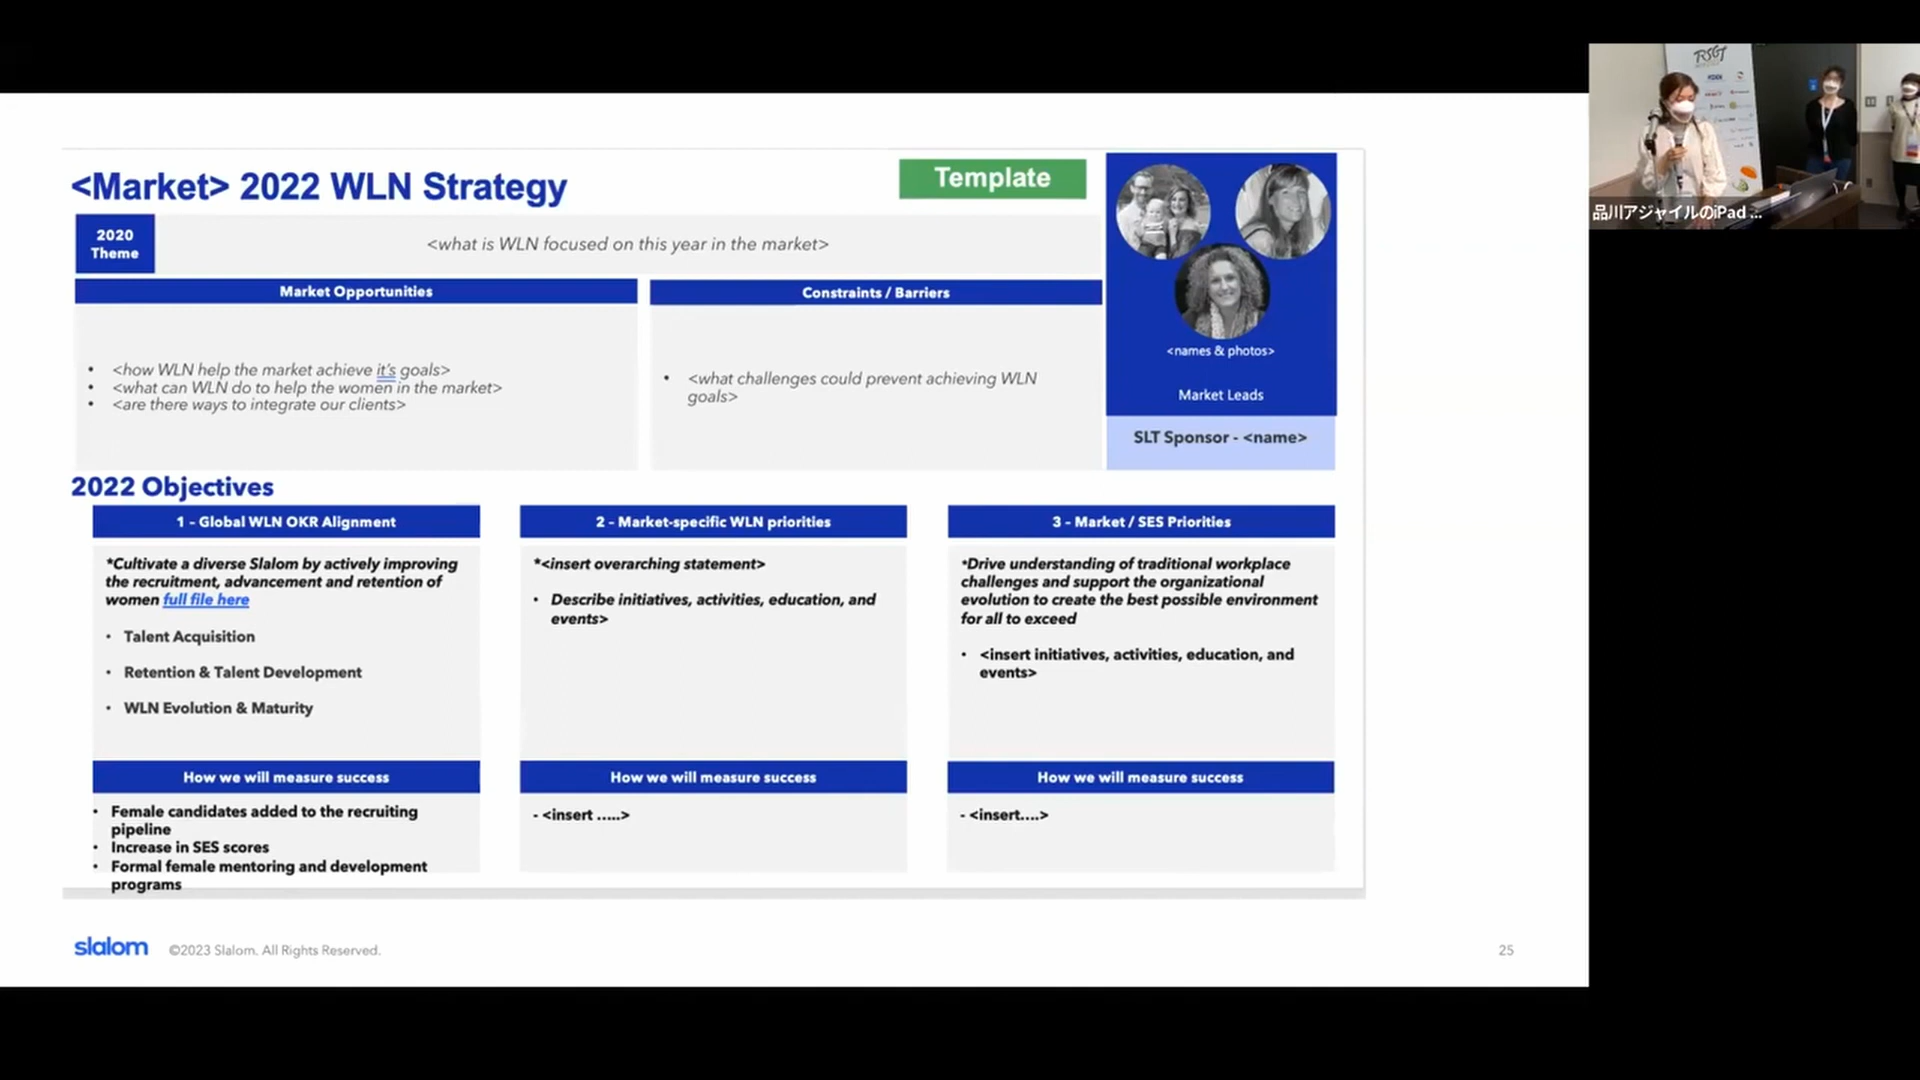 <Market> 2022 WLN Strategy
Template
2020
Theme
<what is WLN focused on this year in the market>
Market Opportunities
• <how WLN help the market achieve it's goals>
• <what can WLN do to help the women in the market>
• <are there ways to integrate our clients>
Constraints / Barriers
• <what challenges could prevent achieving WLN
goals>
<names & photos>
Market Leads
SLT Sponsor - <name>
2022 Objectives
1 - Global WLN OKR Alignment
*Cultivate a diverse Slalom by actively improving
the recruitment, advancement and retention of
women full file here
• Talent Acquisition
• Retention & Talent Development
• WLN Evolution & Maturity
How we will measure success
• Female candidates added to the recruiting
pipeline
• Increase in SES scores
• Formal female mentoring and development
programs
2 - Market-specific WLN priorities
*<insert overarching statement>
• Describe initiatives, activities, education, and
events>
How we will measure success
- <insert .....>
3 - Market / SES Priorities
*Drive understanding of traditional workplace
challenges and support the organizational
evolution to create the best possible environment
for all to exceed
• <insert initiatives, activities, education, and
events>
How we will measure success
- <insert....>
slalom
©2023 Slalom. All Rights Reserved.
25
RSGT
品川アジャイルのiPad ...